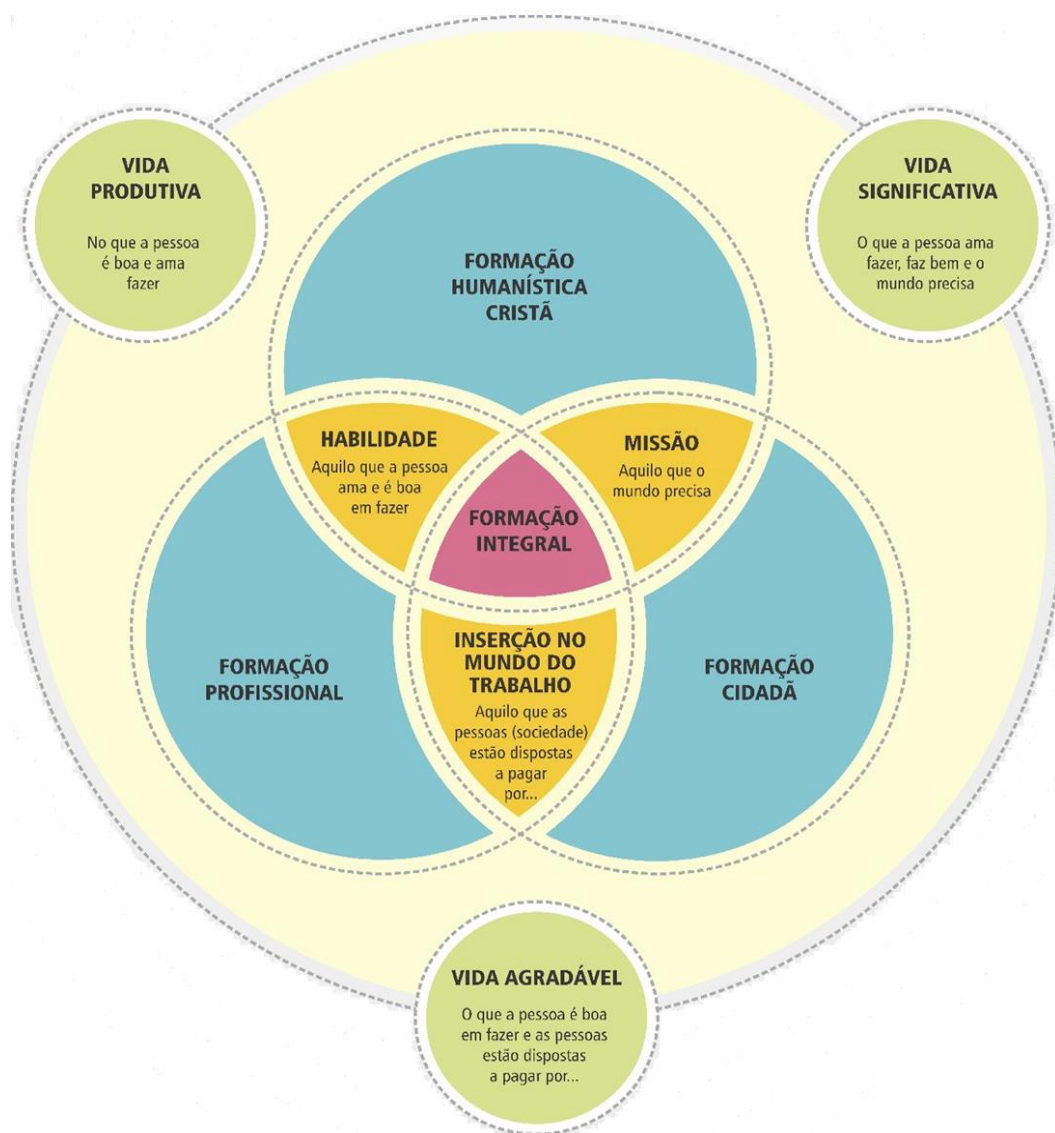 VIDA
PRODUTIVA
No que a pessoa
é boa e ama
fazer
VIDA
SIGNIFICATIVA
O que a pessoa ama
fazer, faz bem e o
mundo precisa
FORMAÇÃO
HUMANÍSTICA
CRISTÃ
HABILIDADE
Aquilo que a pessoa
ama e é boa
em fazer
MISSÃO
Aquilo que o
mundo precisa
FORMAÇÃO
INTEGRAL
FORMAÇÃO
PROFISSIONAL
INSERÇÃO NO
MUNDO DO
TRABALHO
Aquilo que as
pessoas (sociedade)
estão dispostas
a pagar
por...
FORMAÇÃO
CIDADÃ
VIDA AGRADÁVEL
O que a pessoa é boa
em fazer e as pessoas
estão dispostas
a pagar por...